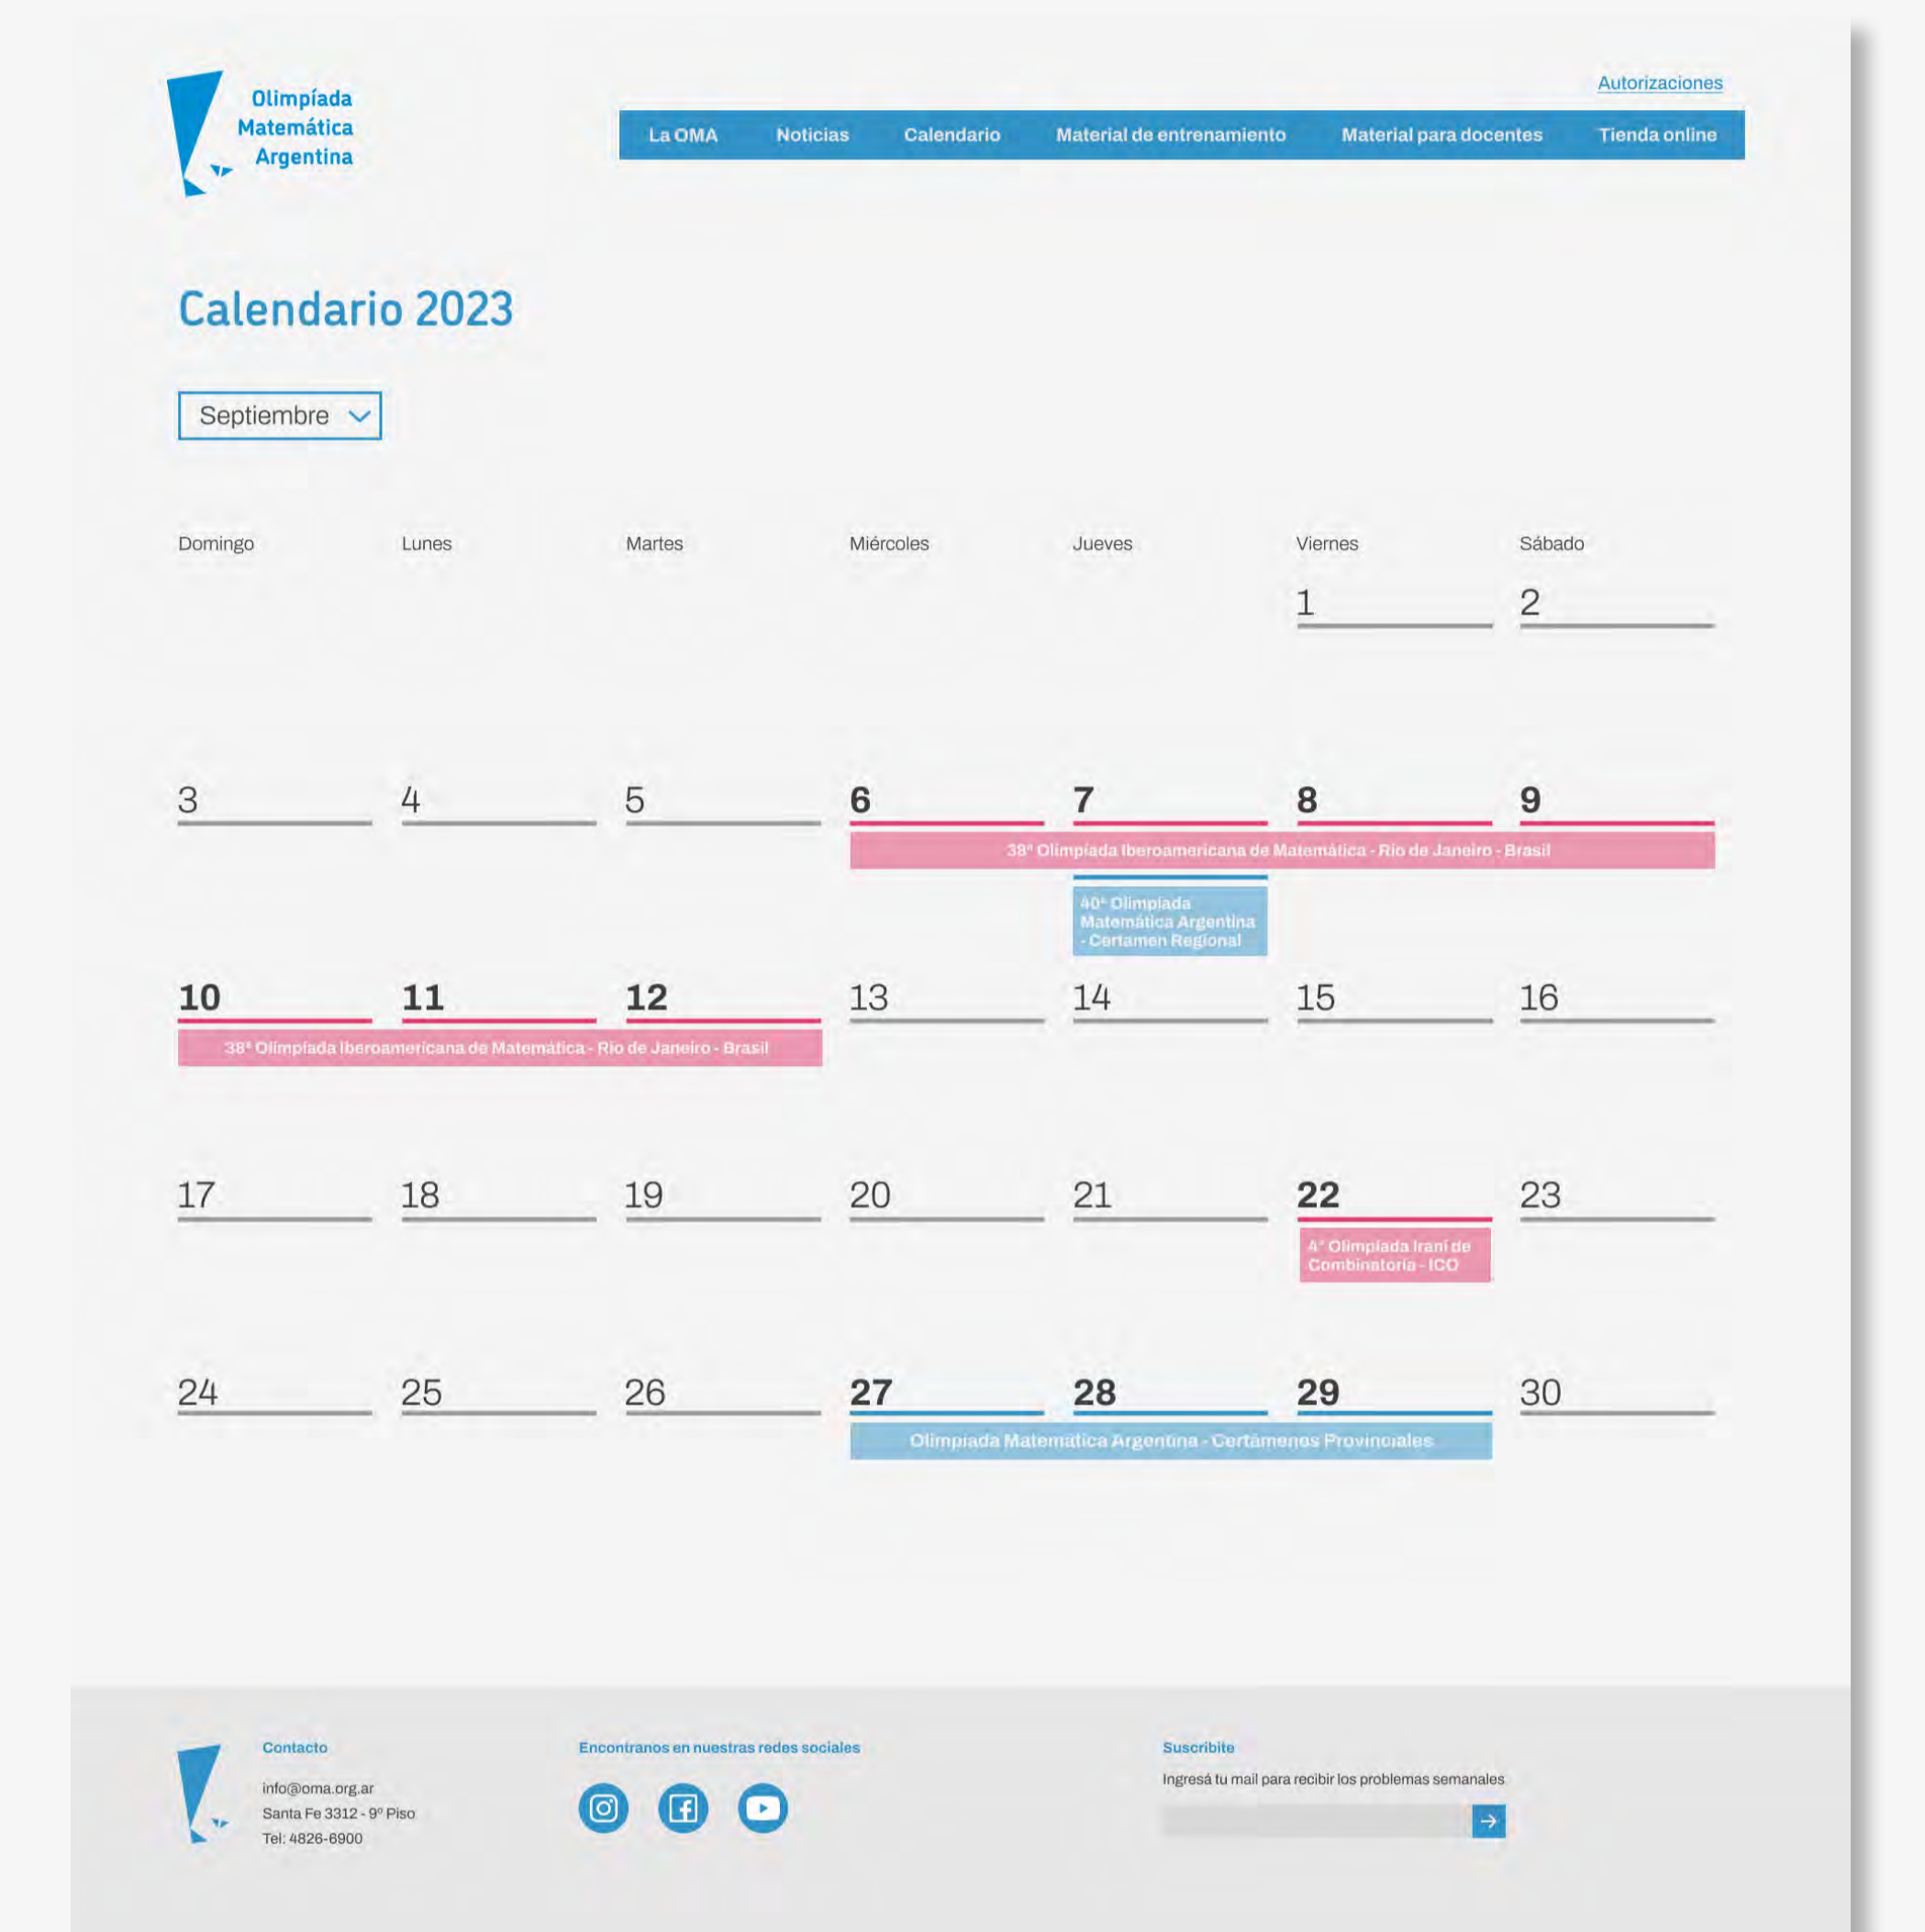 Olimpíada
Matemática
Argentina
Autorizaciones
La OMA Noticias Calendario Material de entrenamiento Material para docentes Tienda online
Calendario 2023
Septiembre
Domingo Lunes Martes Miércoles Jueves Viernes Sábado
1 2
3 4 5 6 7 8 9
38ª Olimpíada Iberoamericana de Matemática - Río de Janeiro - Brasil
40ª Olimpíada
Matemática Argentina
- Certamen Regional
10 11 12 13 14 15 16
38ª Olimpíada Iberoamericana de Matemática - Río de Janeiro - Brasil
17 18 19 20 21 22 23
4ª Olimpíada Iraní de
Combinatoria - ICO
24 25 26 27 28 29 30
Olimpíada Matemática Argentina - Certámenes Provinciales
Contacto
info@oma.org.ar
Santa Fe 3312 - 9º Piso
Tel: 4826-6900
Encontranos en nuestras redes sociales
Suscribite
Ingresá tu mail para recibir los problemas semanales